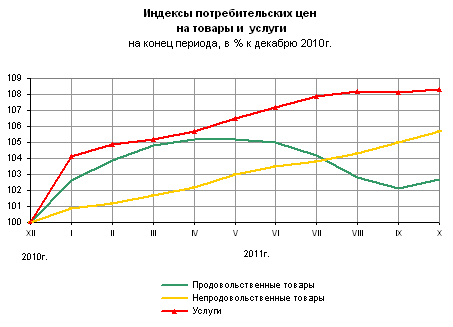 Индексы потребительских цен
на товары и услуги
на конец периода, в % к декабрю 2010г.
109
108
107
106
105
104
103
102
101
100
XII I II III IV V VI VII VIII IX X
2010г. 2011г.
Продовольственные товары
Непродовольственные товары
Услуги